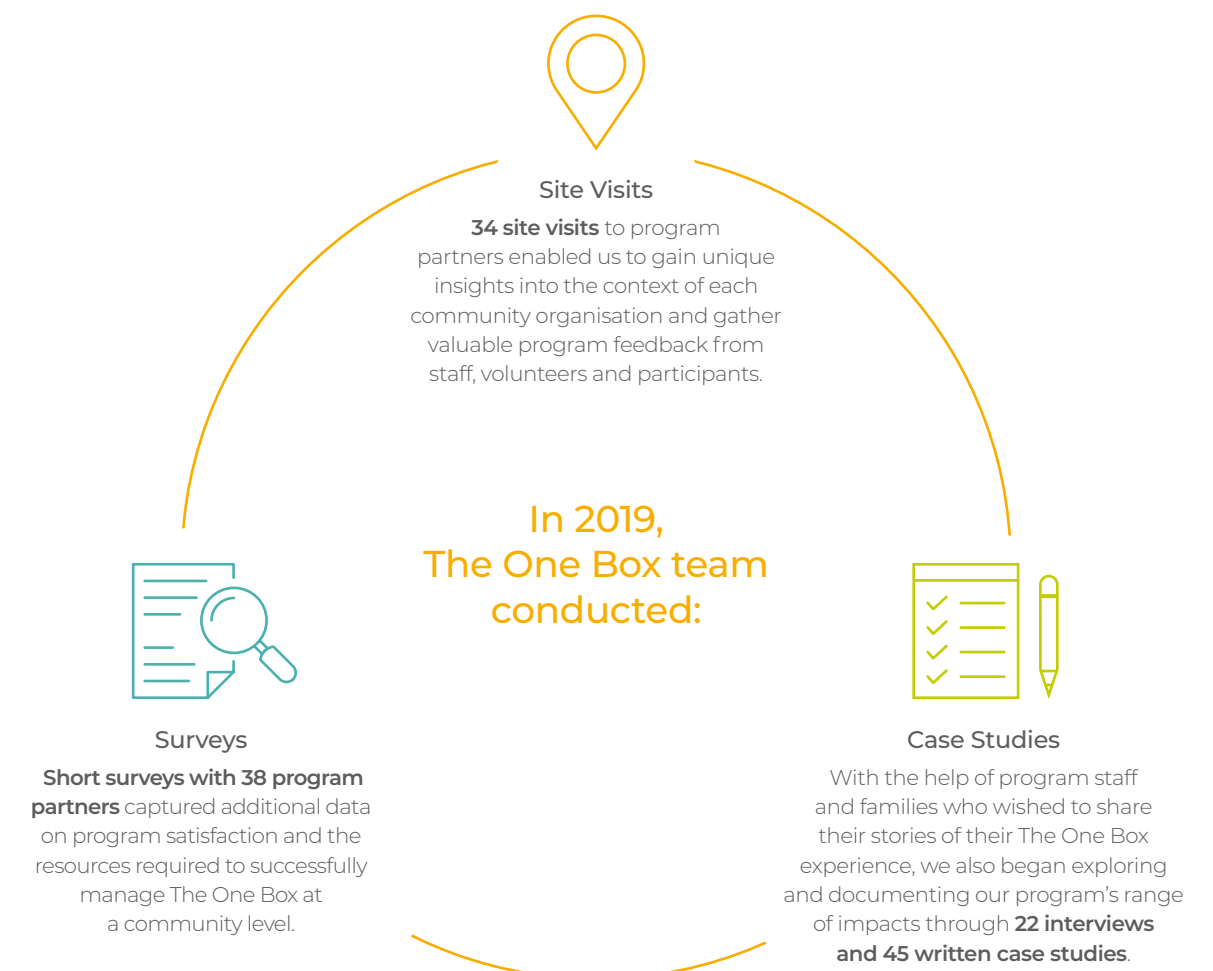 Site Visits
34 site visits to program
partners enabled us to gain unique
insights into the context of each
community organisation and gather
valuable program feedback from
staff, volunteers and participants.
In 2019,
The One Box team
conducted:
Surveys
Short surveys with 38 program
partners captured additional data
on program satisfaction and the
resources required to successfully
manage The One Box at
a community level.
Case Studies
With the help of program staff
and families who wished to share
their stories of their The One Box
experience, we also began exploring
and documenting our program's range
of impacts through 22 interviews
and 45 written case studies.